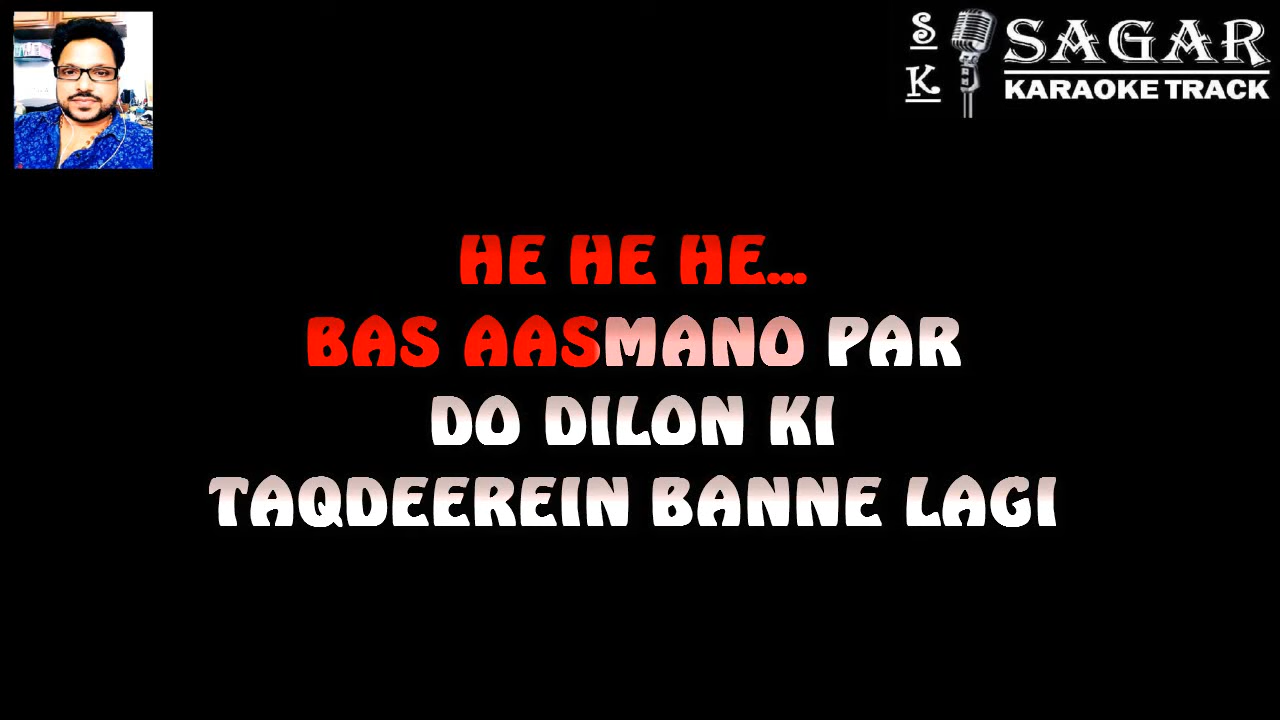 S
K
SAGAR
KARAOKE TRACK
HE HE HE...
BAS AASMANO PAR
DO DILON KI
TAQDEEREIN BANNE LAGI